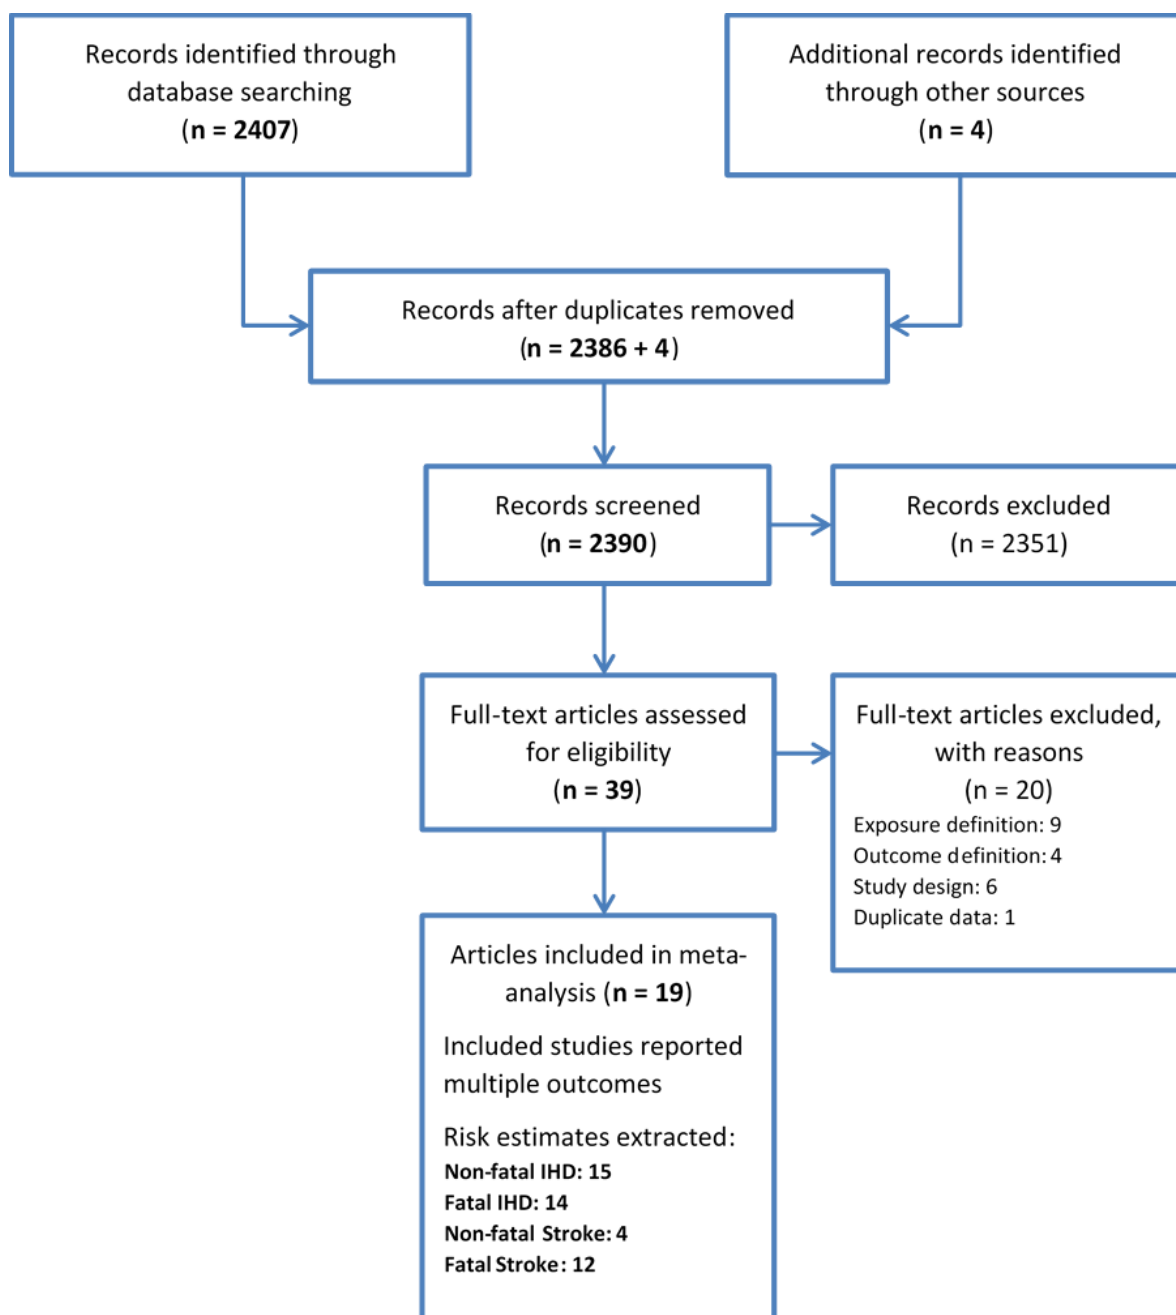 Records identified through
database searching
(n = 2407)
Additional records identified
through other sources
(n = 4)
Records after duplicates removed
(n = 2386 + 4)
Records screened
(n = 2390)
Records excluded
(n = 2351)
Full-text articles assessed
for eligibility
(n = 39)
Full-text articles excluded,
with reasons
(n = 20)
Exposure definition: 9
Outcome definition: 4
Study design: 6
Duplicate data: 1
Articles included in meta-
analysis (n = 19)
Included studies reported
multiple outcomes
Risk estimates extracted:
Non-fatal IHD: 15
Fatal IHD: 14
Non-fatal Stroke: 4
Fatal Stroke: 12